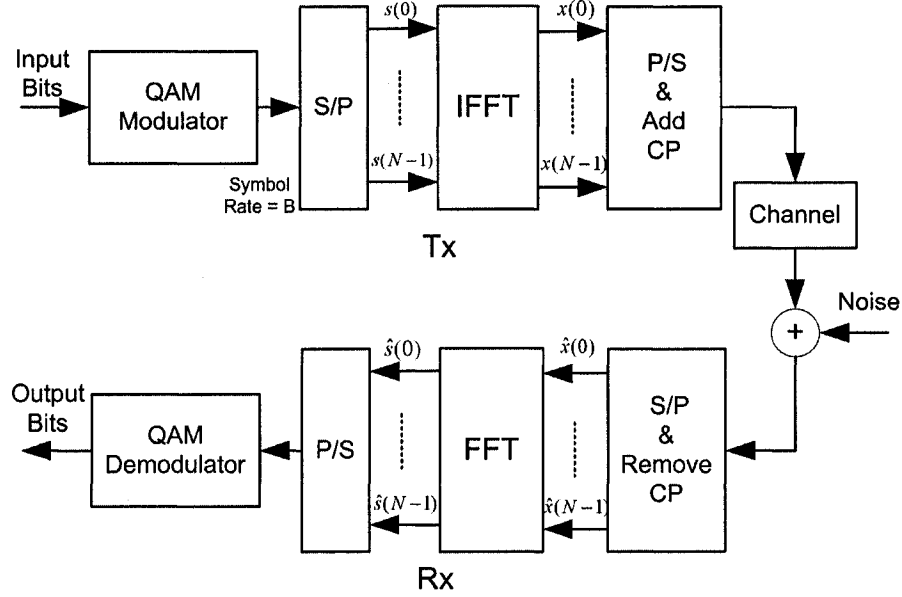 Input
Bits
QAM
Modulator
Symbol
Rate = B
S/P
s(0)
s(N-1)
IFFT
x(0)
x(N-1)
P/S
&
Add
CP
Tx
Channel
Noise
+
S/P
&
Remove
CP
x̂(0)
x̂(N-1)
FFT
ŝ(0)
ŝ(N-1)
P/S
QAM
Demodulator
Output
Bits
Rx